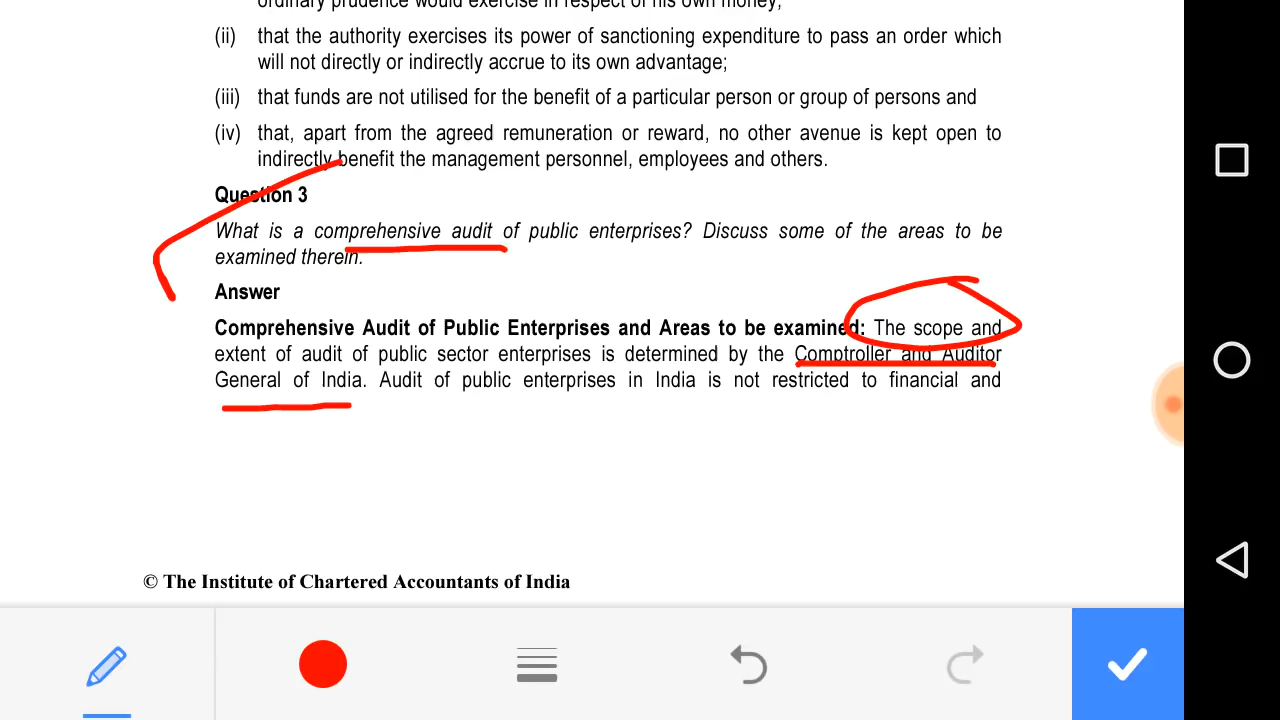 ordinary prudence would exercise in respect of his own money;
(ii) that the authority exercises its power of sanctioning expenditure to pass an order which
will not directly or indirectly accrue to its own advantage;
(iii) that funds are not utilised for the benefit of a particular person or group of persons and
(iv) that, apart from the agreed remuneration or reward, no other avenue is kept open to
indirectly benefit the management personnel, employees and others.
Question 3
What is a comprehensive audit of public enterprises? Discuss some of the areas to be
examined therein.
Answer
Comprehensive Audit of Public Enterprises and Areas to be examined: The scope and
extent of audit of public sector enterprises is determined by the Comptroller and Auditor
General of India. Audit of public enterprises in India is not restricted to financial and
© The Institute of Chartered Accountants of India